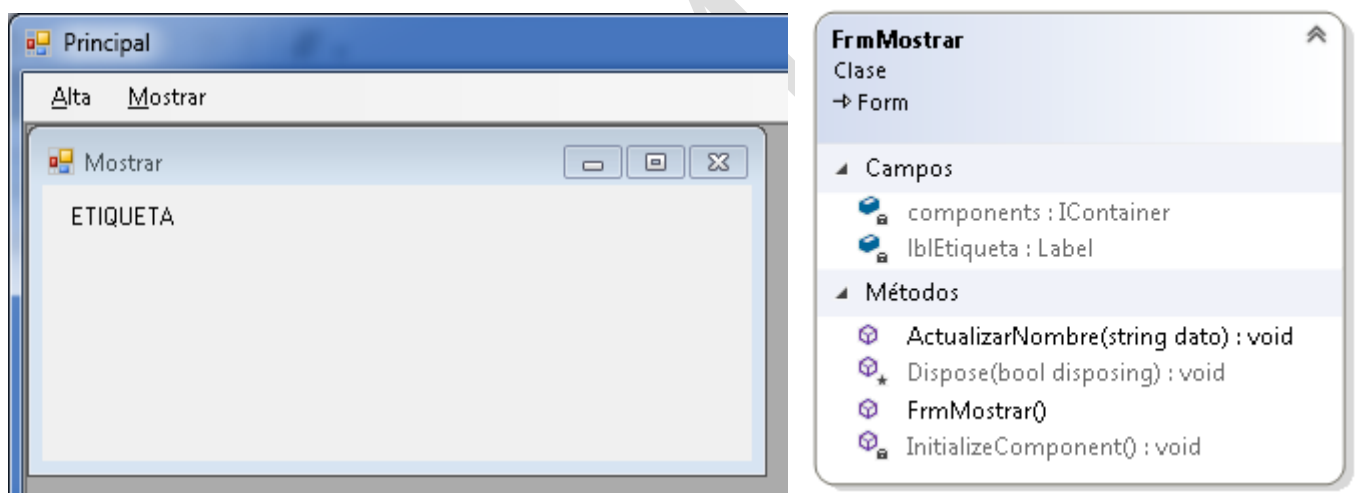 Principal
Alta Mostrar
Mostrar
ETIQUETA
FrmMostrar
Clase
Form
Campos
components : IContainer
lblEtiqueta : Label
Métodos
ActualizarNombre(string dato) : void
Dispose(bool disposing) : void
FrmMostrar()
InitializeComponent() : void